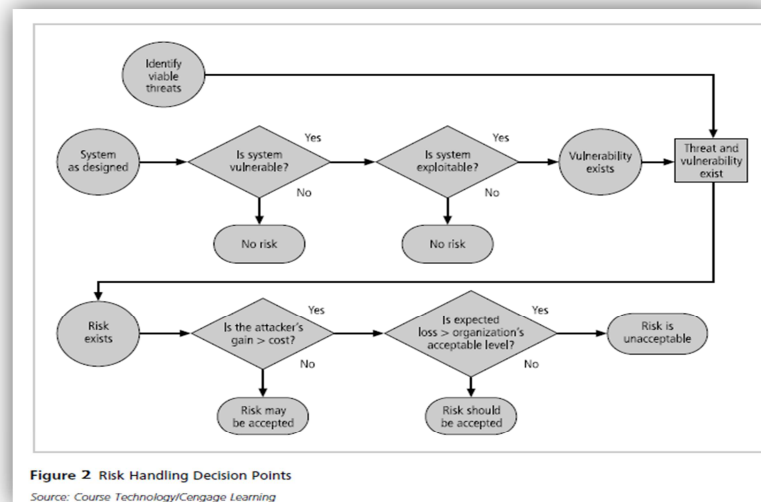 Identify
viable
threats
System
as designed
Is system
vulnerable?
Yes
No
No risk
Is system
exploitable?
Yes
No
No risk
Vulnerability
exists
Threat and
vulnerability
exist
Risk
exists
Is the attacker's
gain > cost?
Yes
No
Risk may
be accepted
Is expected
loss > organization's
acceptable level?
Yes
No
Risk should
be accepted
Risk is
unacceptable
Figure 2 Risk Handling Decision Points
Source: Course Technology/Cengage Learning